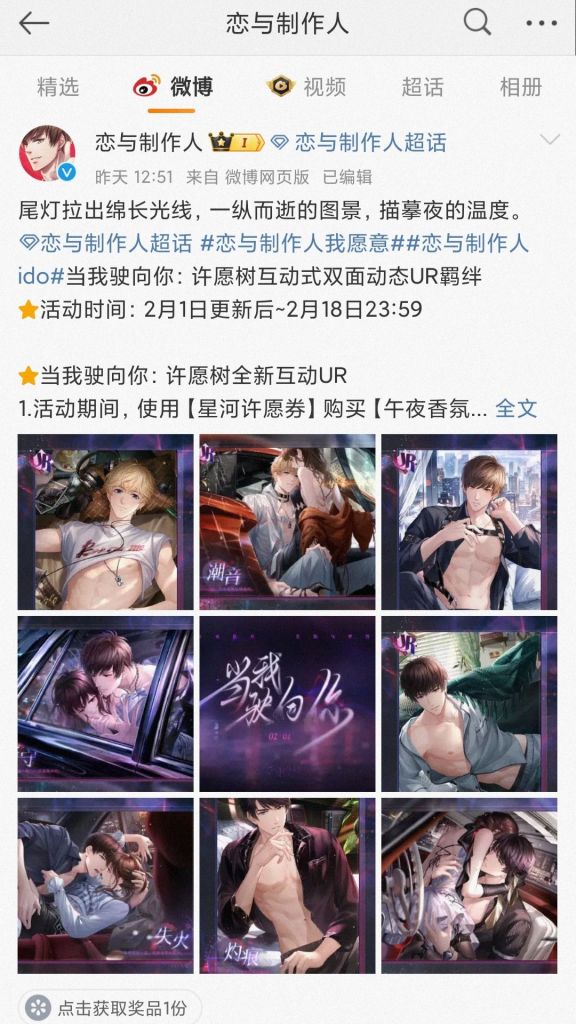 恋与制作人
精选 微博 视频 超话 相册
恋与制作人 I 恋与制作人超话
昨天 12:51 来自 微博网页版 已编辑
尾灯拉出绵长光线，一纵而逝的图景，描摹夜的温度。
恋与制作人超话 #恋与制作人我愿意##恋与制作人
ido#当我驶向你：许愿树互动式双面动态UR羁绊
活动时间：2月1日更新后~2月18日23:59
当我驶向你：许愿树全新互动UR
1.活动期间，使用【星河许愿券】购买【午夜香氛... 全文
UR
UR
潮音
UR
当我驶向你
02 01
UR
失火
灼痕
UR
点击获取奖品1份